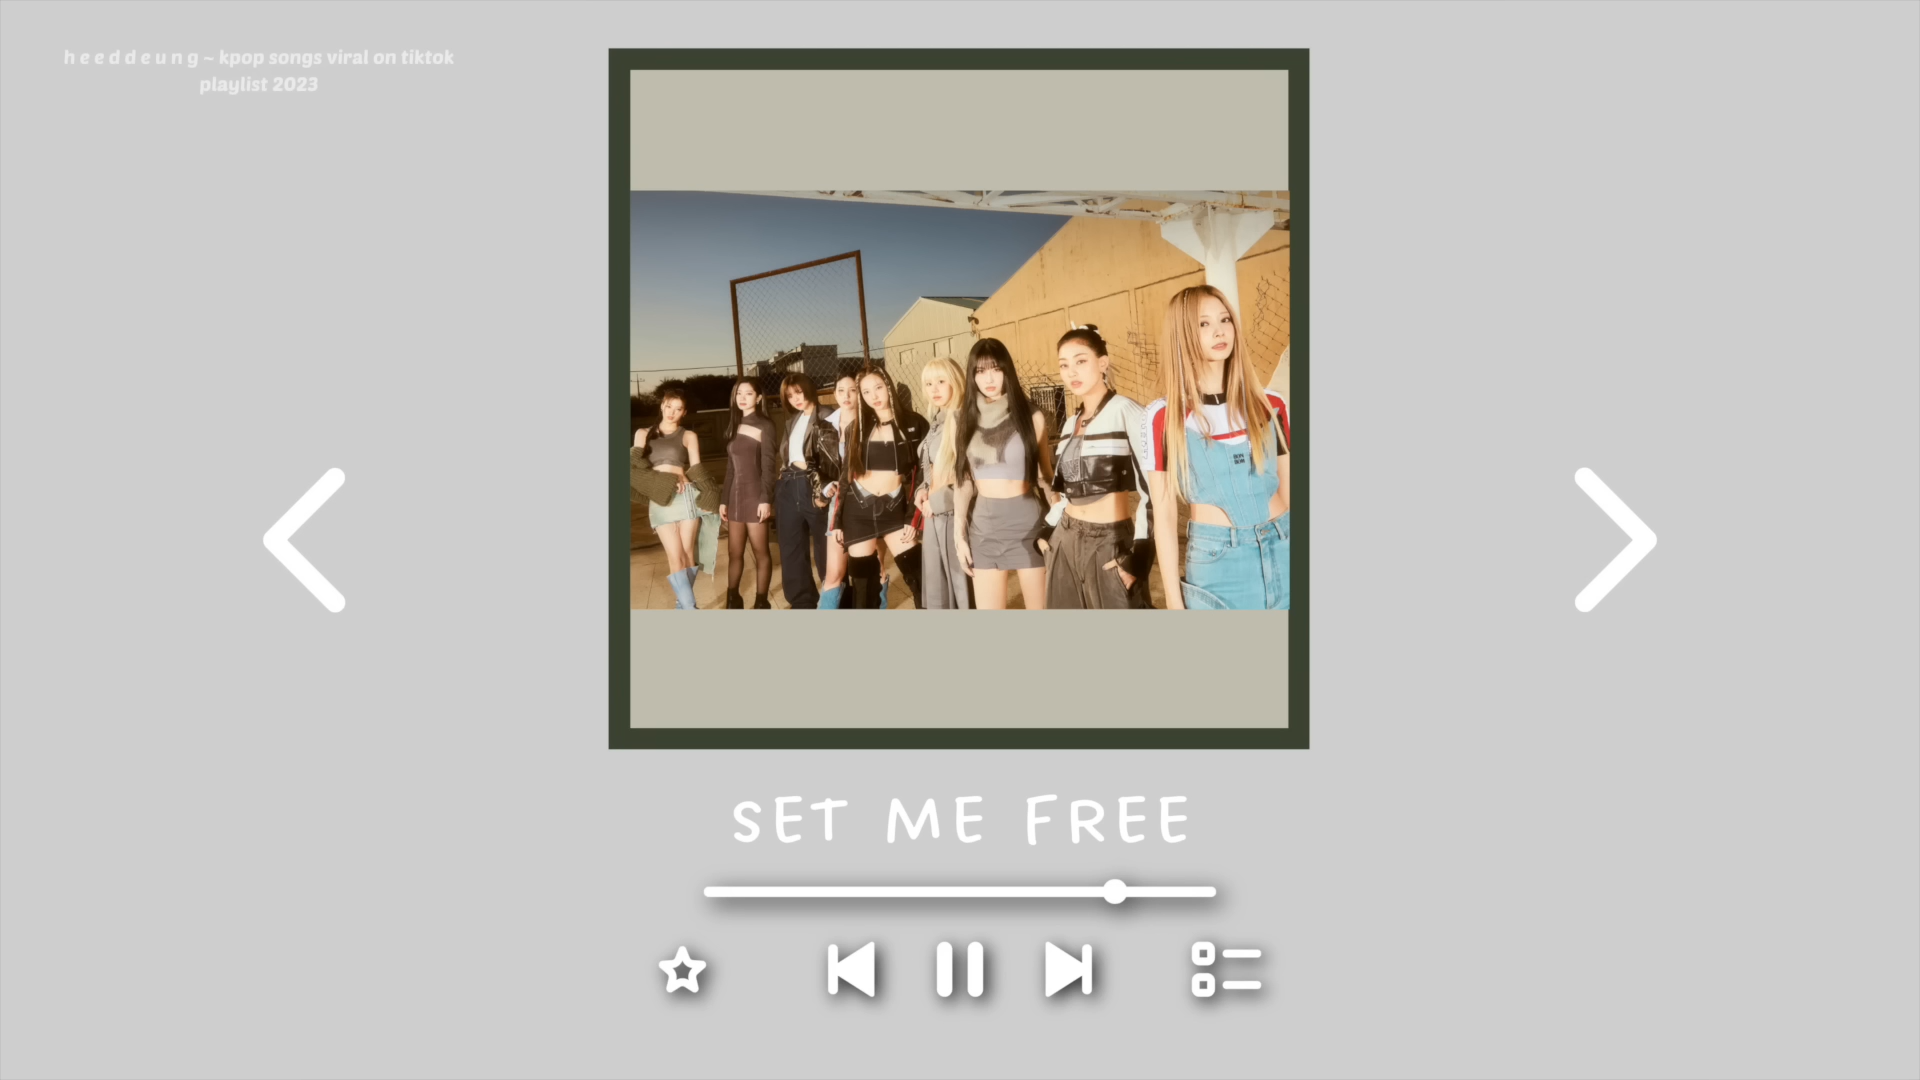 h e e d d e u n g ~ kpop songs viral on tiktok
playlist 2023
SET ME FREE